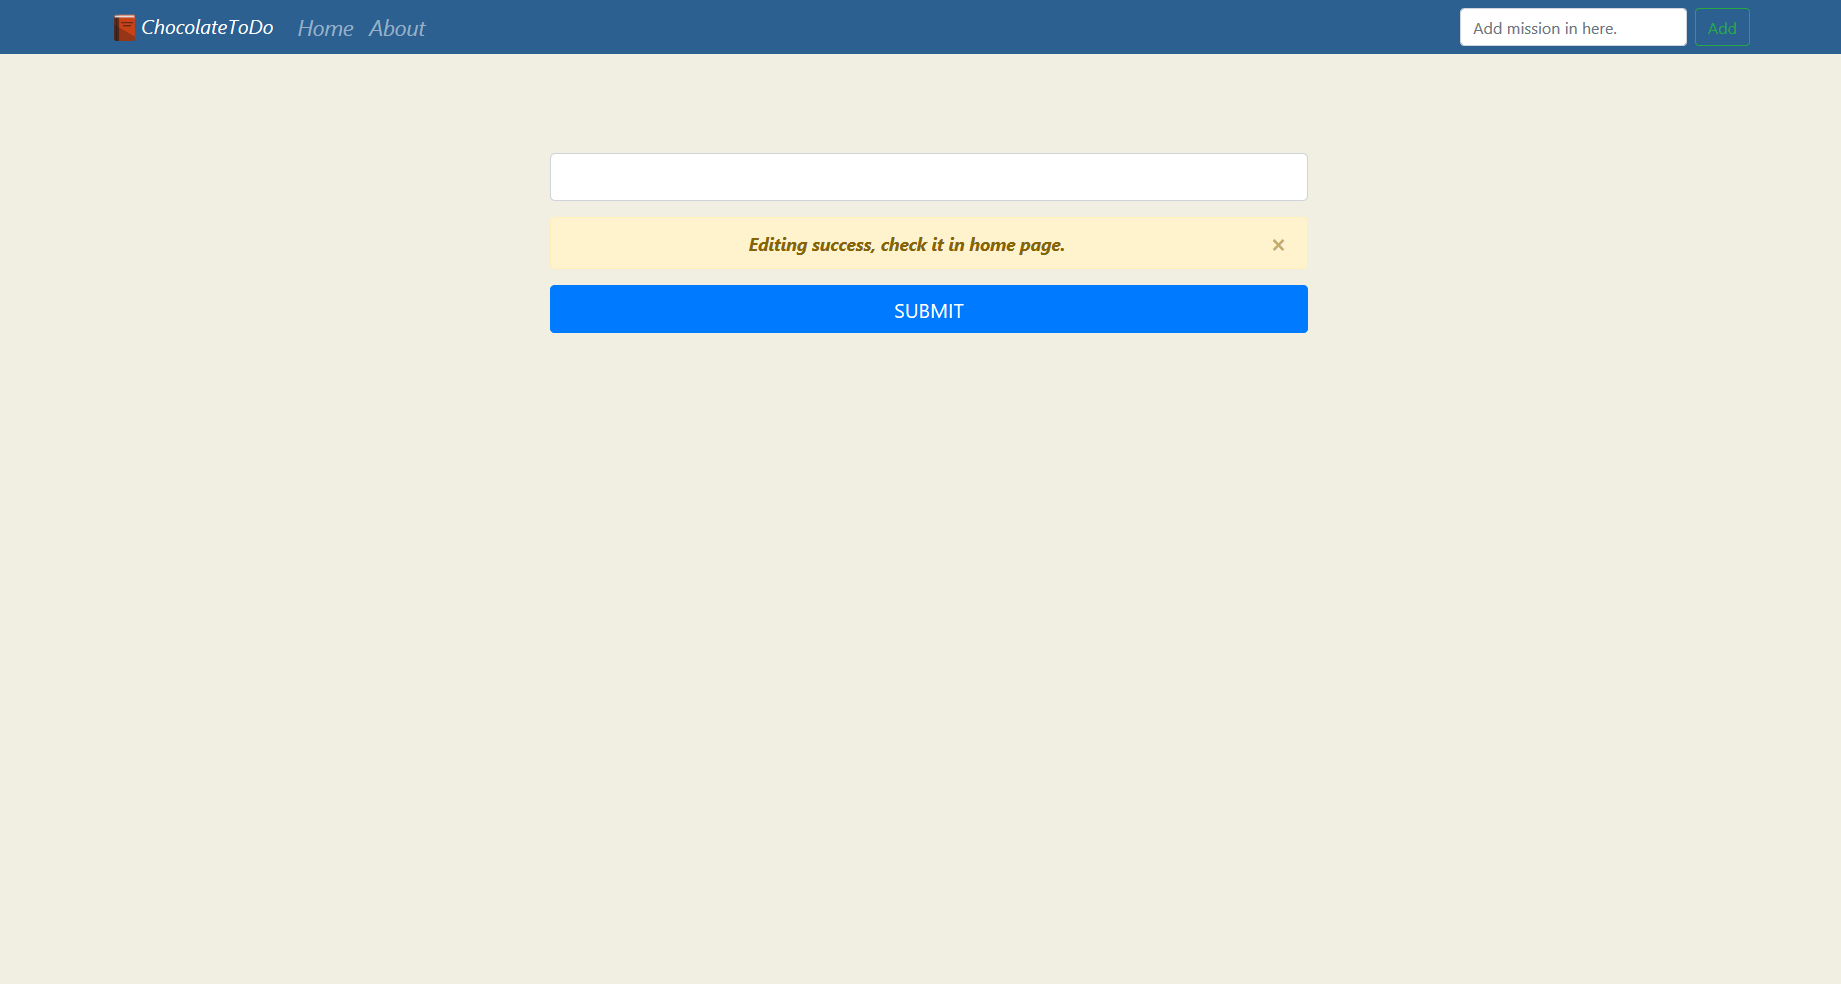 ChocolateToDo Home About Add mission in here. Add
Editing success, check it in home page. ×
SUBMIT